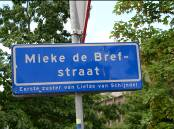 Mieke de Bref-
straat
Eerste zuster van Liefde van Schijndel